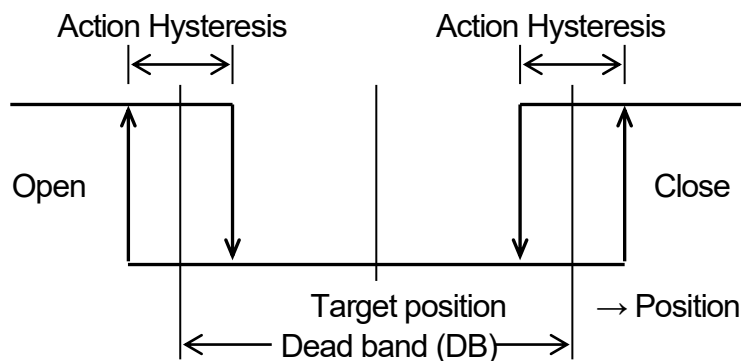 Action Hysteresis
Action Hysteresis
Open
Close
Target position
→ Position
Dead band (DB)